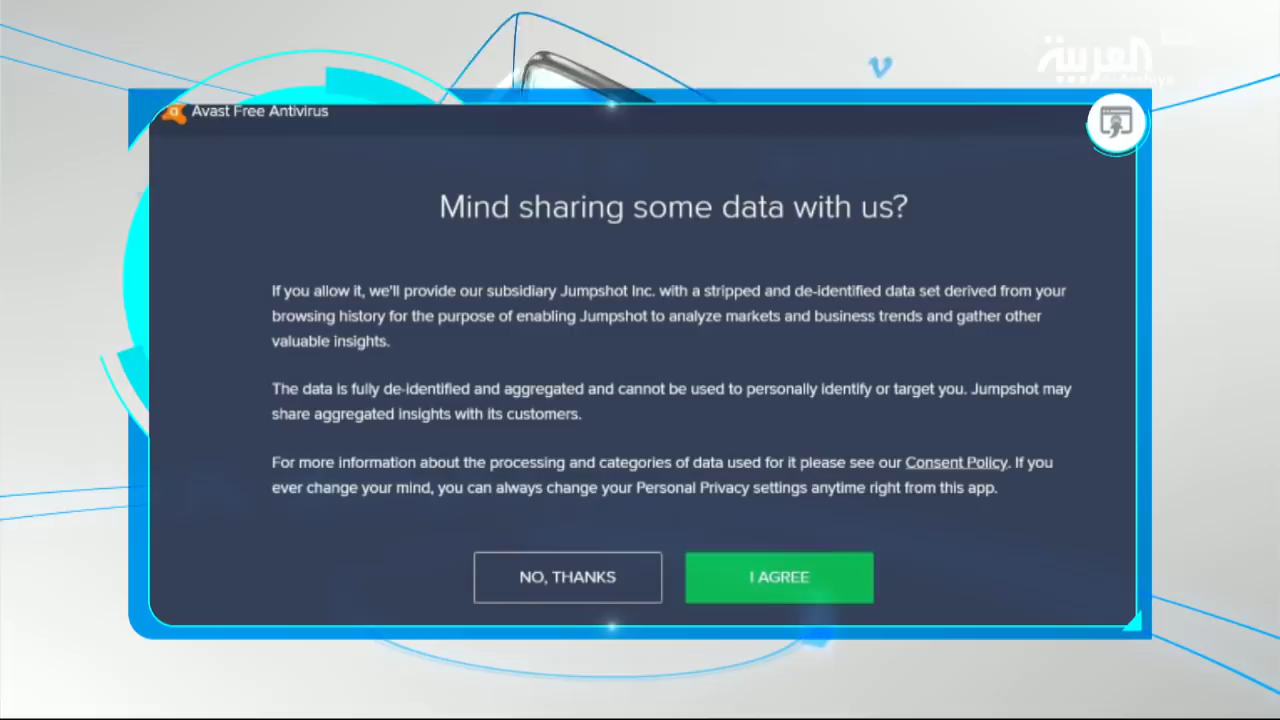 العربية
Avast Free Antivirus
Mind sharing some data with us?
If you allow it, we'll provide our subsidiary Jumpshot Inc. with a stripped and de-identified data set derived from your
browsing history for the purpose of enabling Jumpshot to analyze markets and business trends and gather other
valuable insights.
The data is fully de-identified and aggregated and cannot be used to personally identify or target you. Jumpshot may
share aggregated insights with its customers.
For more information about the processing and categories of data used for it please see our Consent Policy. If you
ever change your mind, you can always change your Personal Privacy settings anytime right from this app.
NO, THANKS
I AGREE